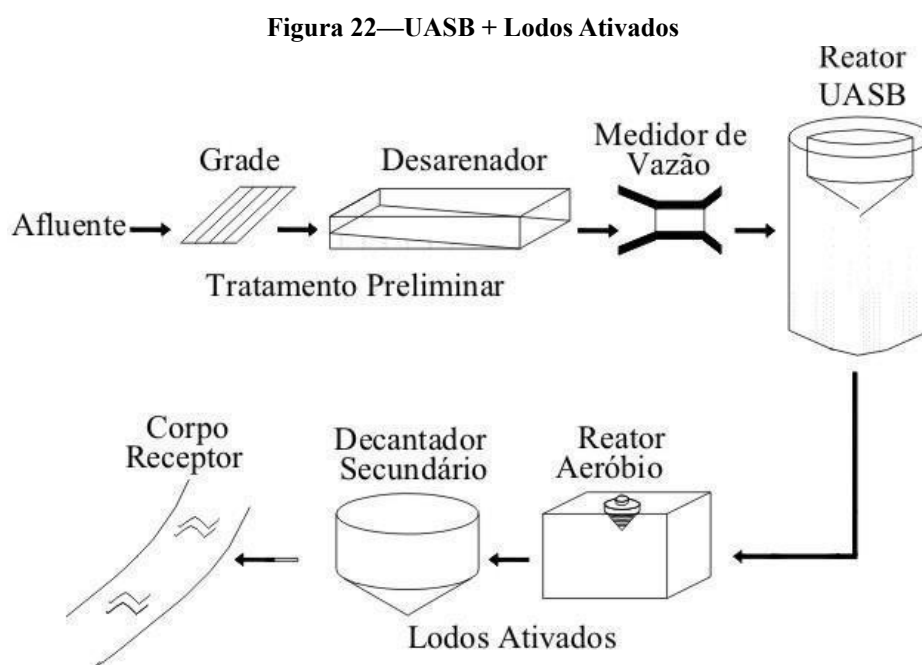 Figura 22—UASB + Lodos Ativados
Reator
UASB
Medidor de
Vazão
Desarenador
Grade
Afluente
Tratamento Preliminar
Corpo
Receptor
Decantador
Secundário
Reator
Aeróbio
Lodos Ativados